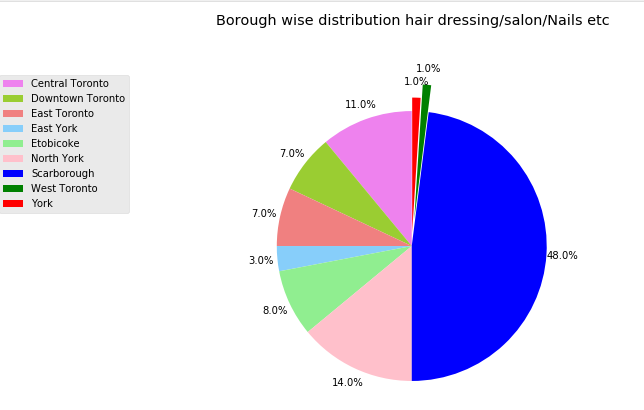 Borough wise distribution hair dressing/salon/Nails etc
Central Toronto
Downtown Toronto
East Toronto
East York
Etobicoke
North York
Scarborough
West Toronto
York
1.0%
1.0%
11.0%
7.0%
7.0%
3.0%
8.0%
14.0%
48.0%